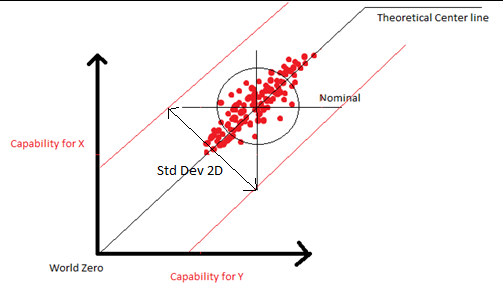 Theoretical Center line
Nominal
Capability for X
Std Dev 2D
World Zero
Capability for Y